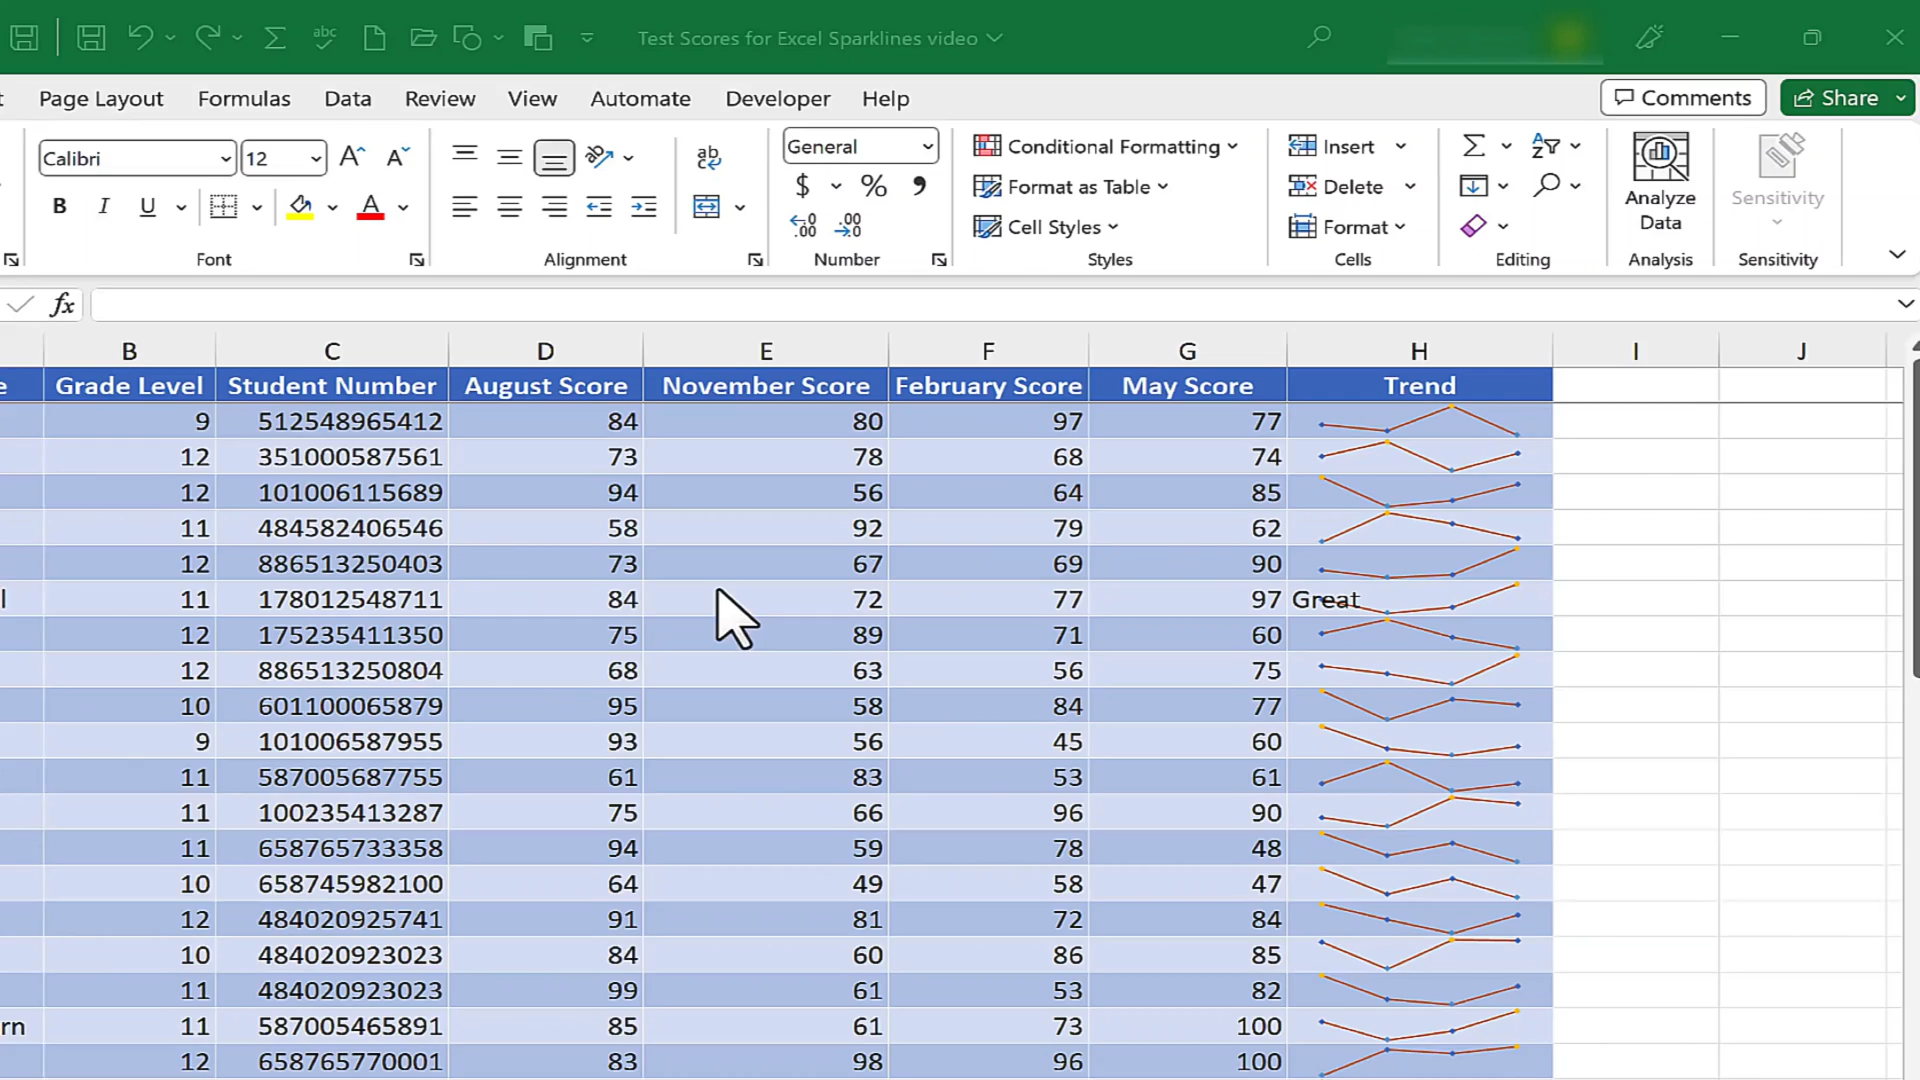 abc
Test Scores for Excel Sparklines video
Page Layout Formulas Data Review View Automate Developer Help Comments Share
Calibri 12 A A ab General Conditional Formatting Insert Σ
B I U A $ % , Format as Table Delete Analyze Data Sensitivity
.00 .00 Cell Styles Format
Font Alignment Number Styles Cells Editing Analysis Sensitivity
fx
B C D E F G H I J
e Grade Level Student Number August Score November Score February Score May Score Trend
9 512548965412 84 80 97 77
12 351000587561 73 78 68 74
12 101006115689 94 56 64 85
11 484582406546 58 92 79 62
12 886513250403 73 67 69 90
l 11 178012548711 84 72 77 97 Great
12 175235411350 75 89 71 60
12 886513250804 68 63 56 75
10 601100065879 95 58 84 77
9 101006587955 93 56 45 60
11 587005687755 61 83 53 61
11 100235413287 75 66 96 90
11 658765733358 94 59 78 48
10 658745982100 64 49 58 47
12 484020925741 91 81 72 84
10 484020923023 84 60 86 85
11 484020923023 99 61 53 82
rn 11 587005465891 85 61 73 100
12 658765770001 83 98 96 100